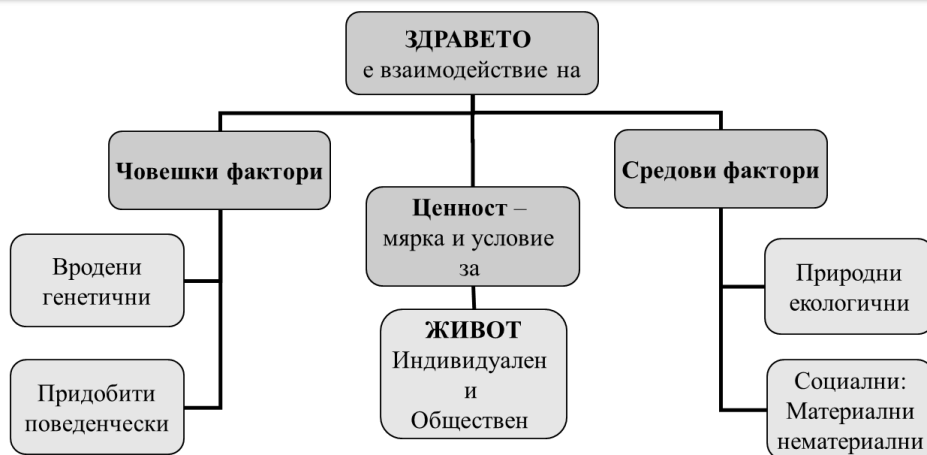 ЗДРАВЕТО
е взаимодействие на
Човешки фактори
Вродени
генетични
Придобити
поведенчески
Ценност –
мярка и условие
за
ЖИВОТ
Индивидуален
и
Обществен
Средови фактори
Природни
екологични
Социални:
Материални
нематериални